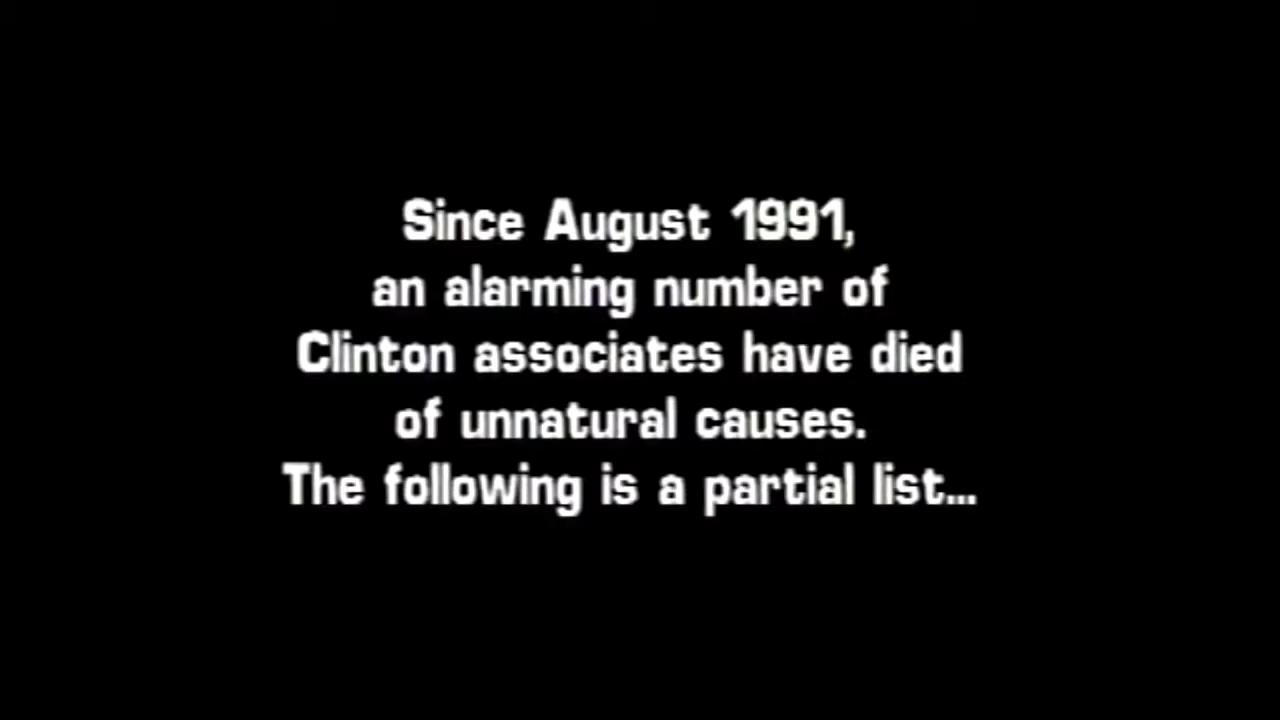 Since August 1991,
an alarming number of
Clinton associates have died
of unnatural causes.
The following is a partial list...